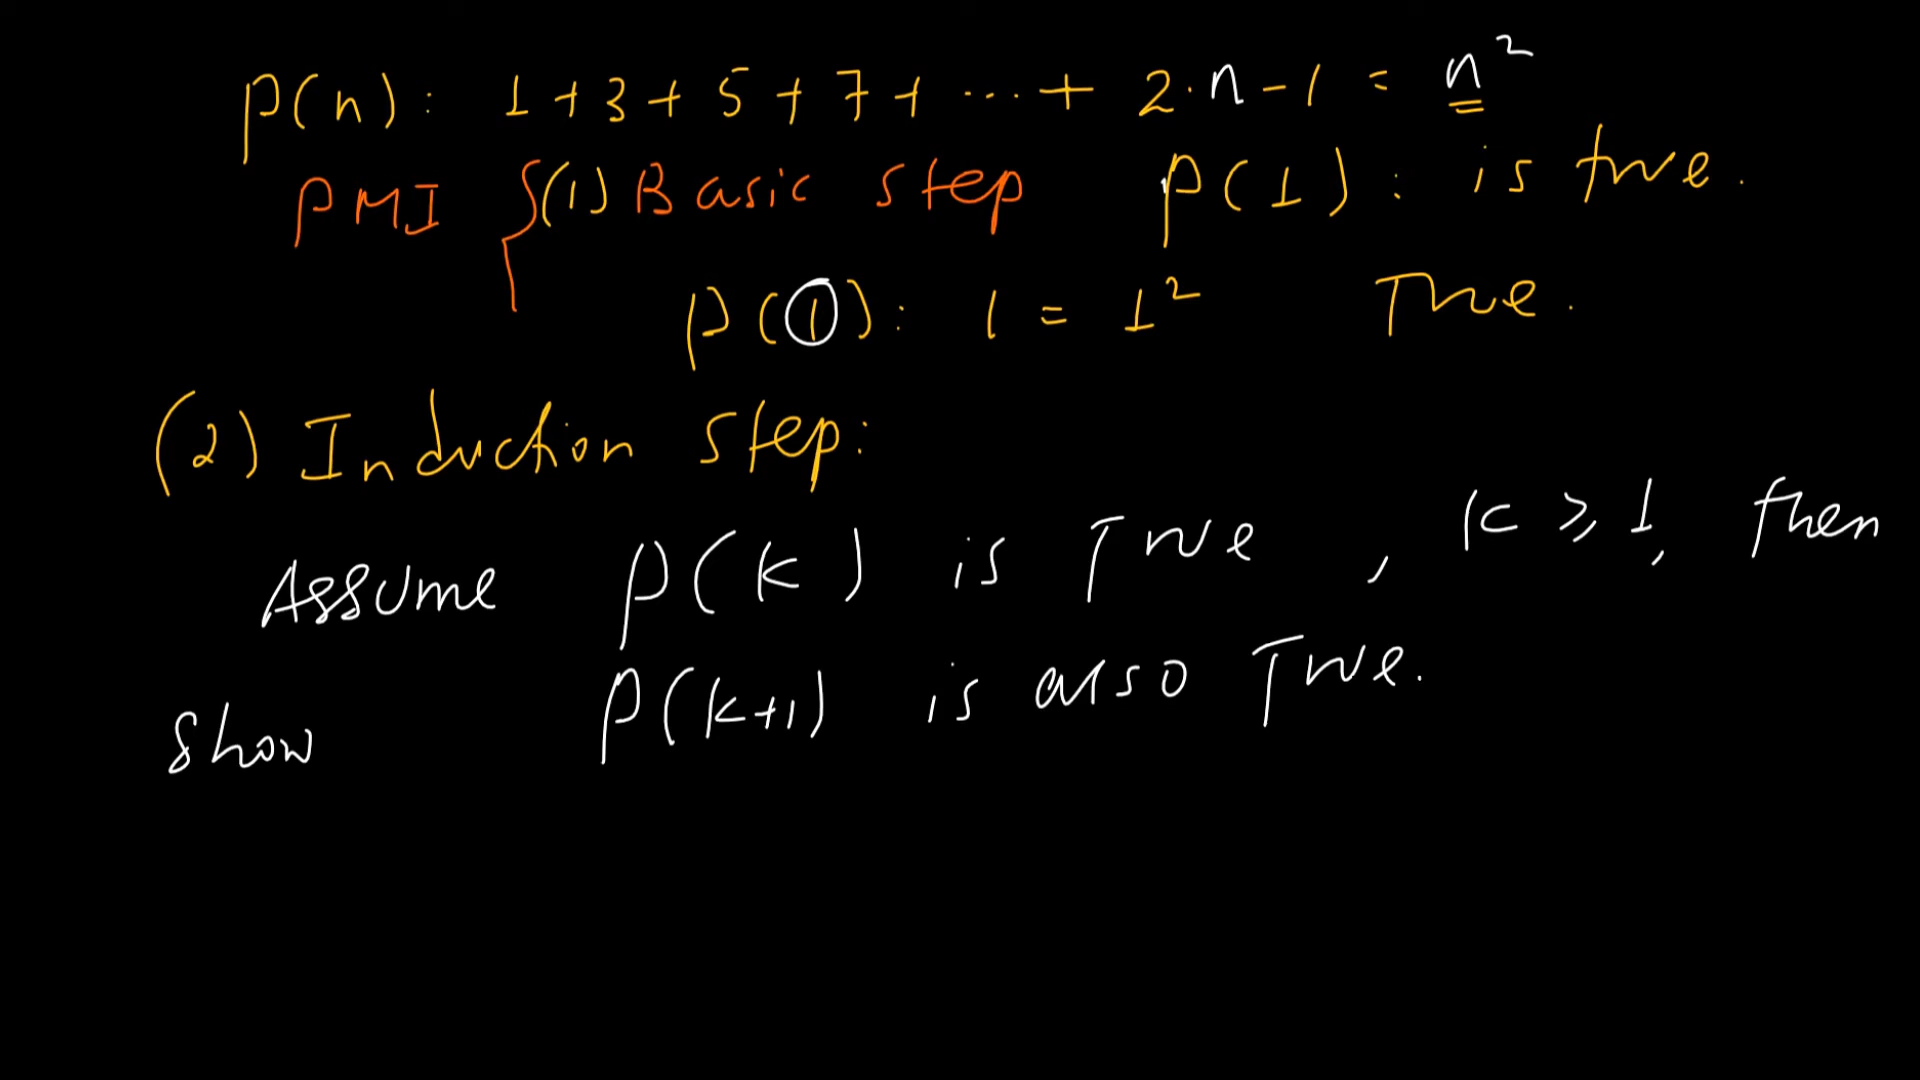 P(n): 1 + 3 + 5 + 7 + ... + 2·n - 1 = n²
PMI { (1) Basic step P(1): is true.
P(1): 1 = 1² True.
(2) Induction step:
Assume P(k) is True, k ≥ 1, then
show P(k+1) is also True.